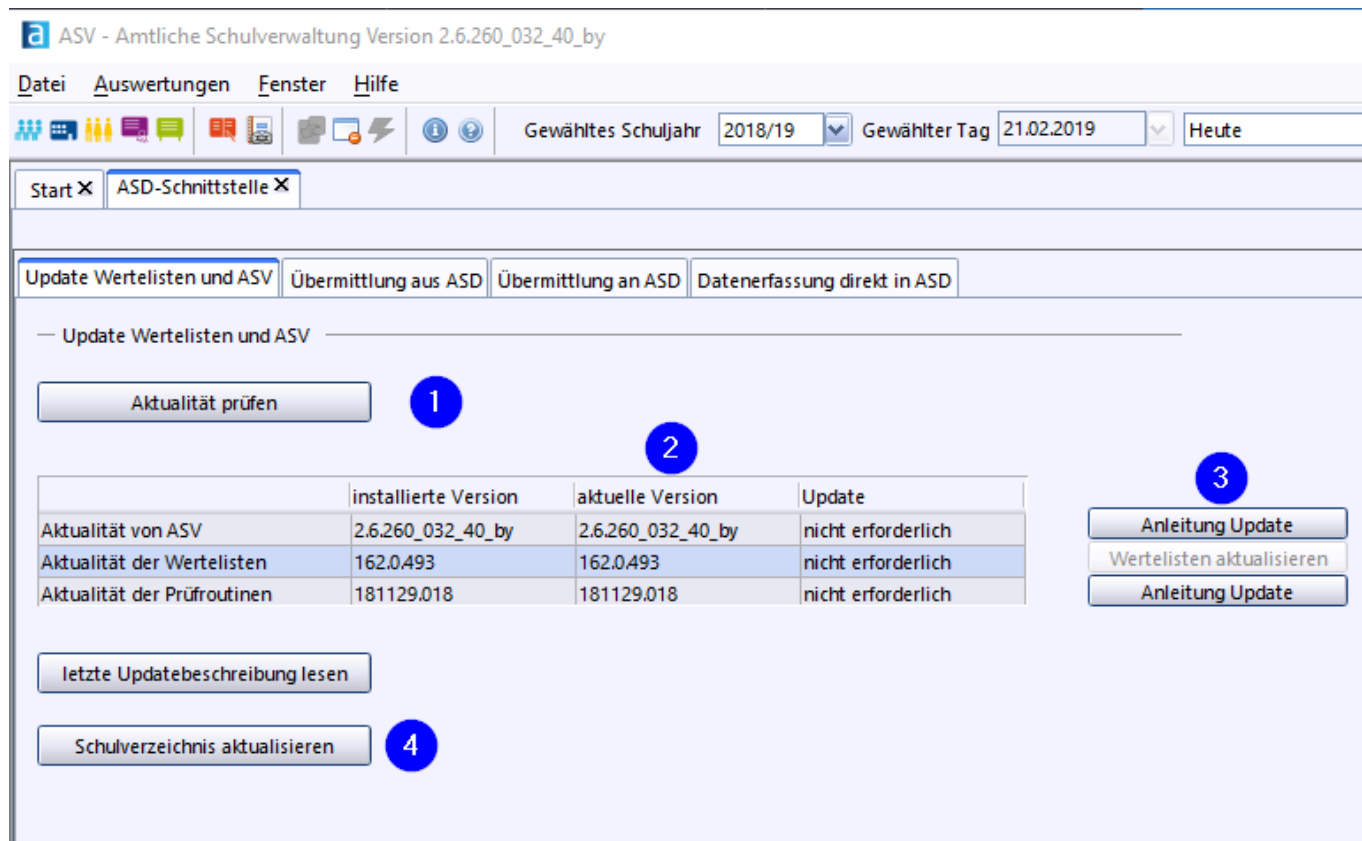 ASV - Amtliche Schulverwaltung Version 2.6.260_032_40_by
Datei Auswertungen Fenster Hilfe
Gewähltes Schuljahr 2018/19 Gewählter Tag 21.02.2019 Heute
Start ASD-Schnittstelle
Update Wertelisten und ASV Übermittlung aus ASD Übermittlung an ASD Datenerfassung direkt in ASD
Update Wertelisten und ASV
Aktualität prüfen 1
2
3
installierte Version aktuelle Version Update
Aktualität von ASV 2.6.260_032_40_by 2.6.260_032_40_by nicht erforderlich Anleitung Update
Aktualität der Wertelisten 162.0.493 162.0.493 nicht erforderlich Wertelisten aktualisieren
Aktualität der Prüfroutinen 181129.018 181129.018 nicht erforderlich Anleitung Update
letzte Updatebeschreibung lesen
Schulverzeichnis aktualisieren 4